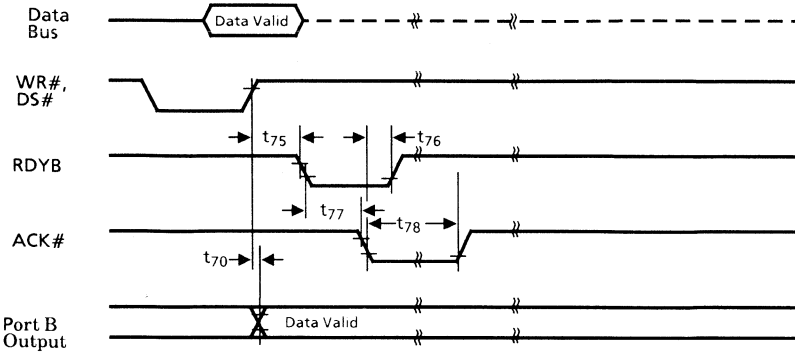 Data
Bus
Data Valid
WR#,
DS#
t75
t76
RDYB
t77
t78
ACK#
t70
Port B
Output
Data Valid